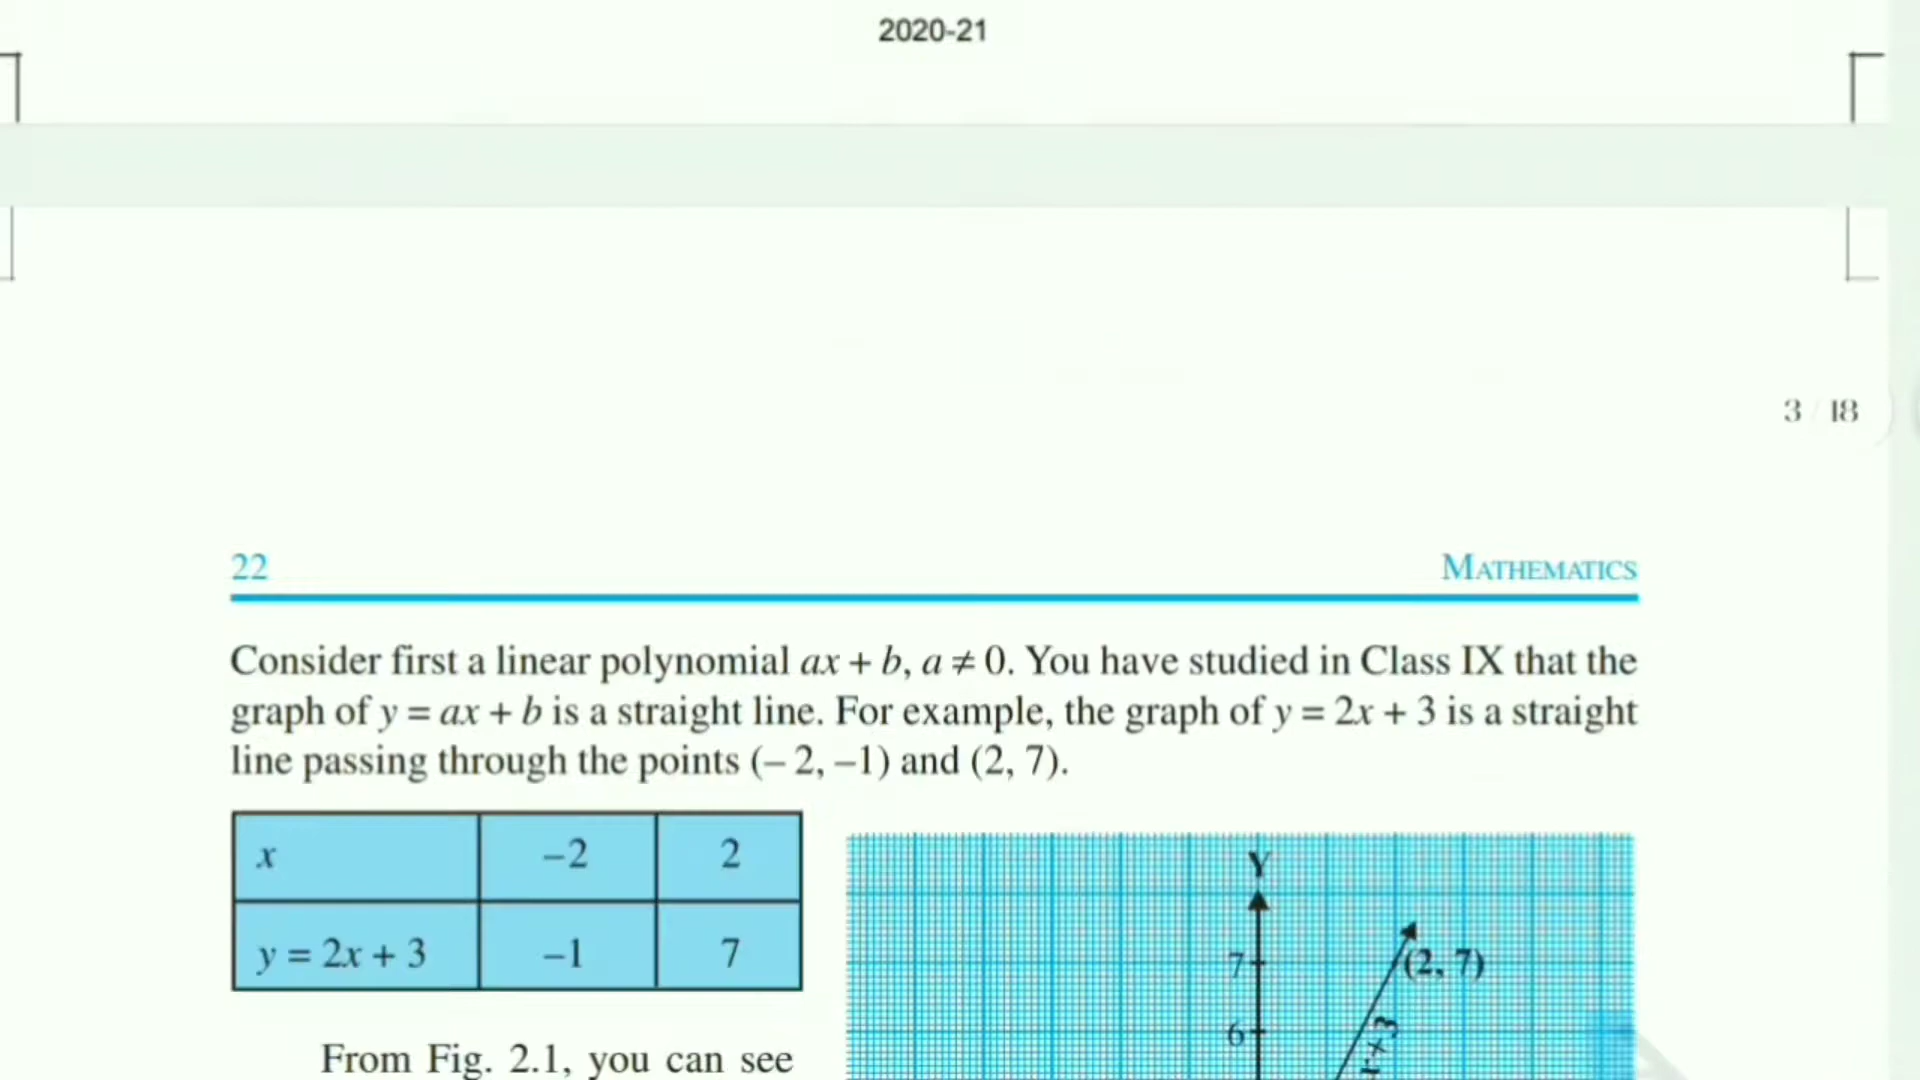 2020-21
3 / 18
22
MATHEMATICS
Consider first a linear polynomial ax + b, a ≠ 0. You have studied in Class IX that the
graph of y = ax + b is a straight line. For example, the graph of y = 2x + 3 is a straight
line passing through the points (– 2, –1) and (2, 7).
x –2 2
y = 2x + 3 –1 7
Y
7
(2, 7)
6
From Fig. 2.1, you can see